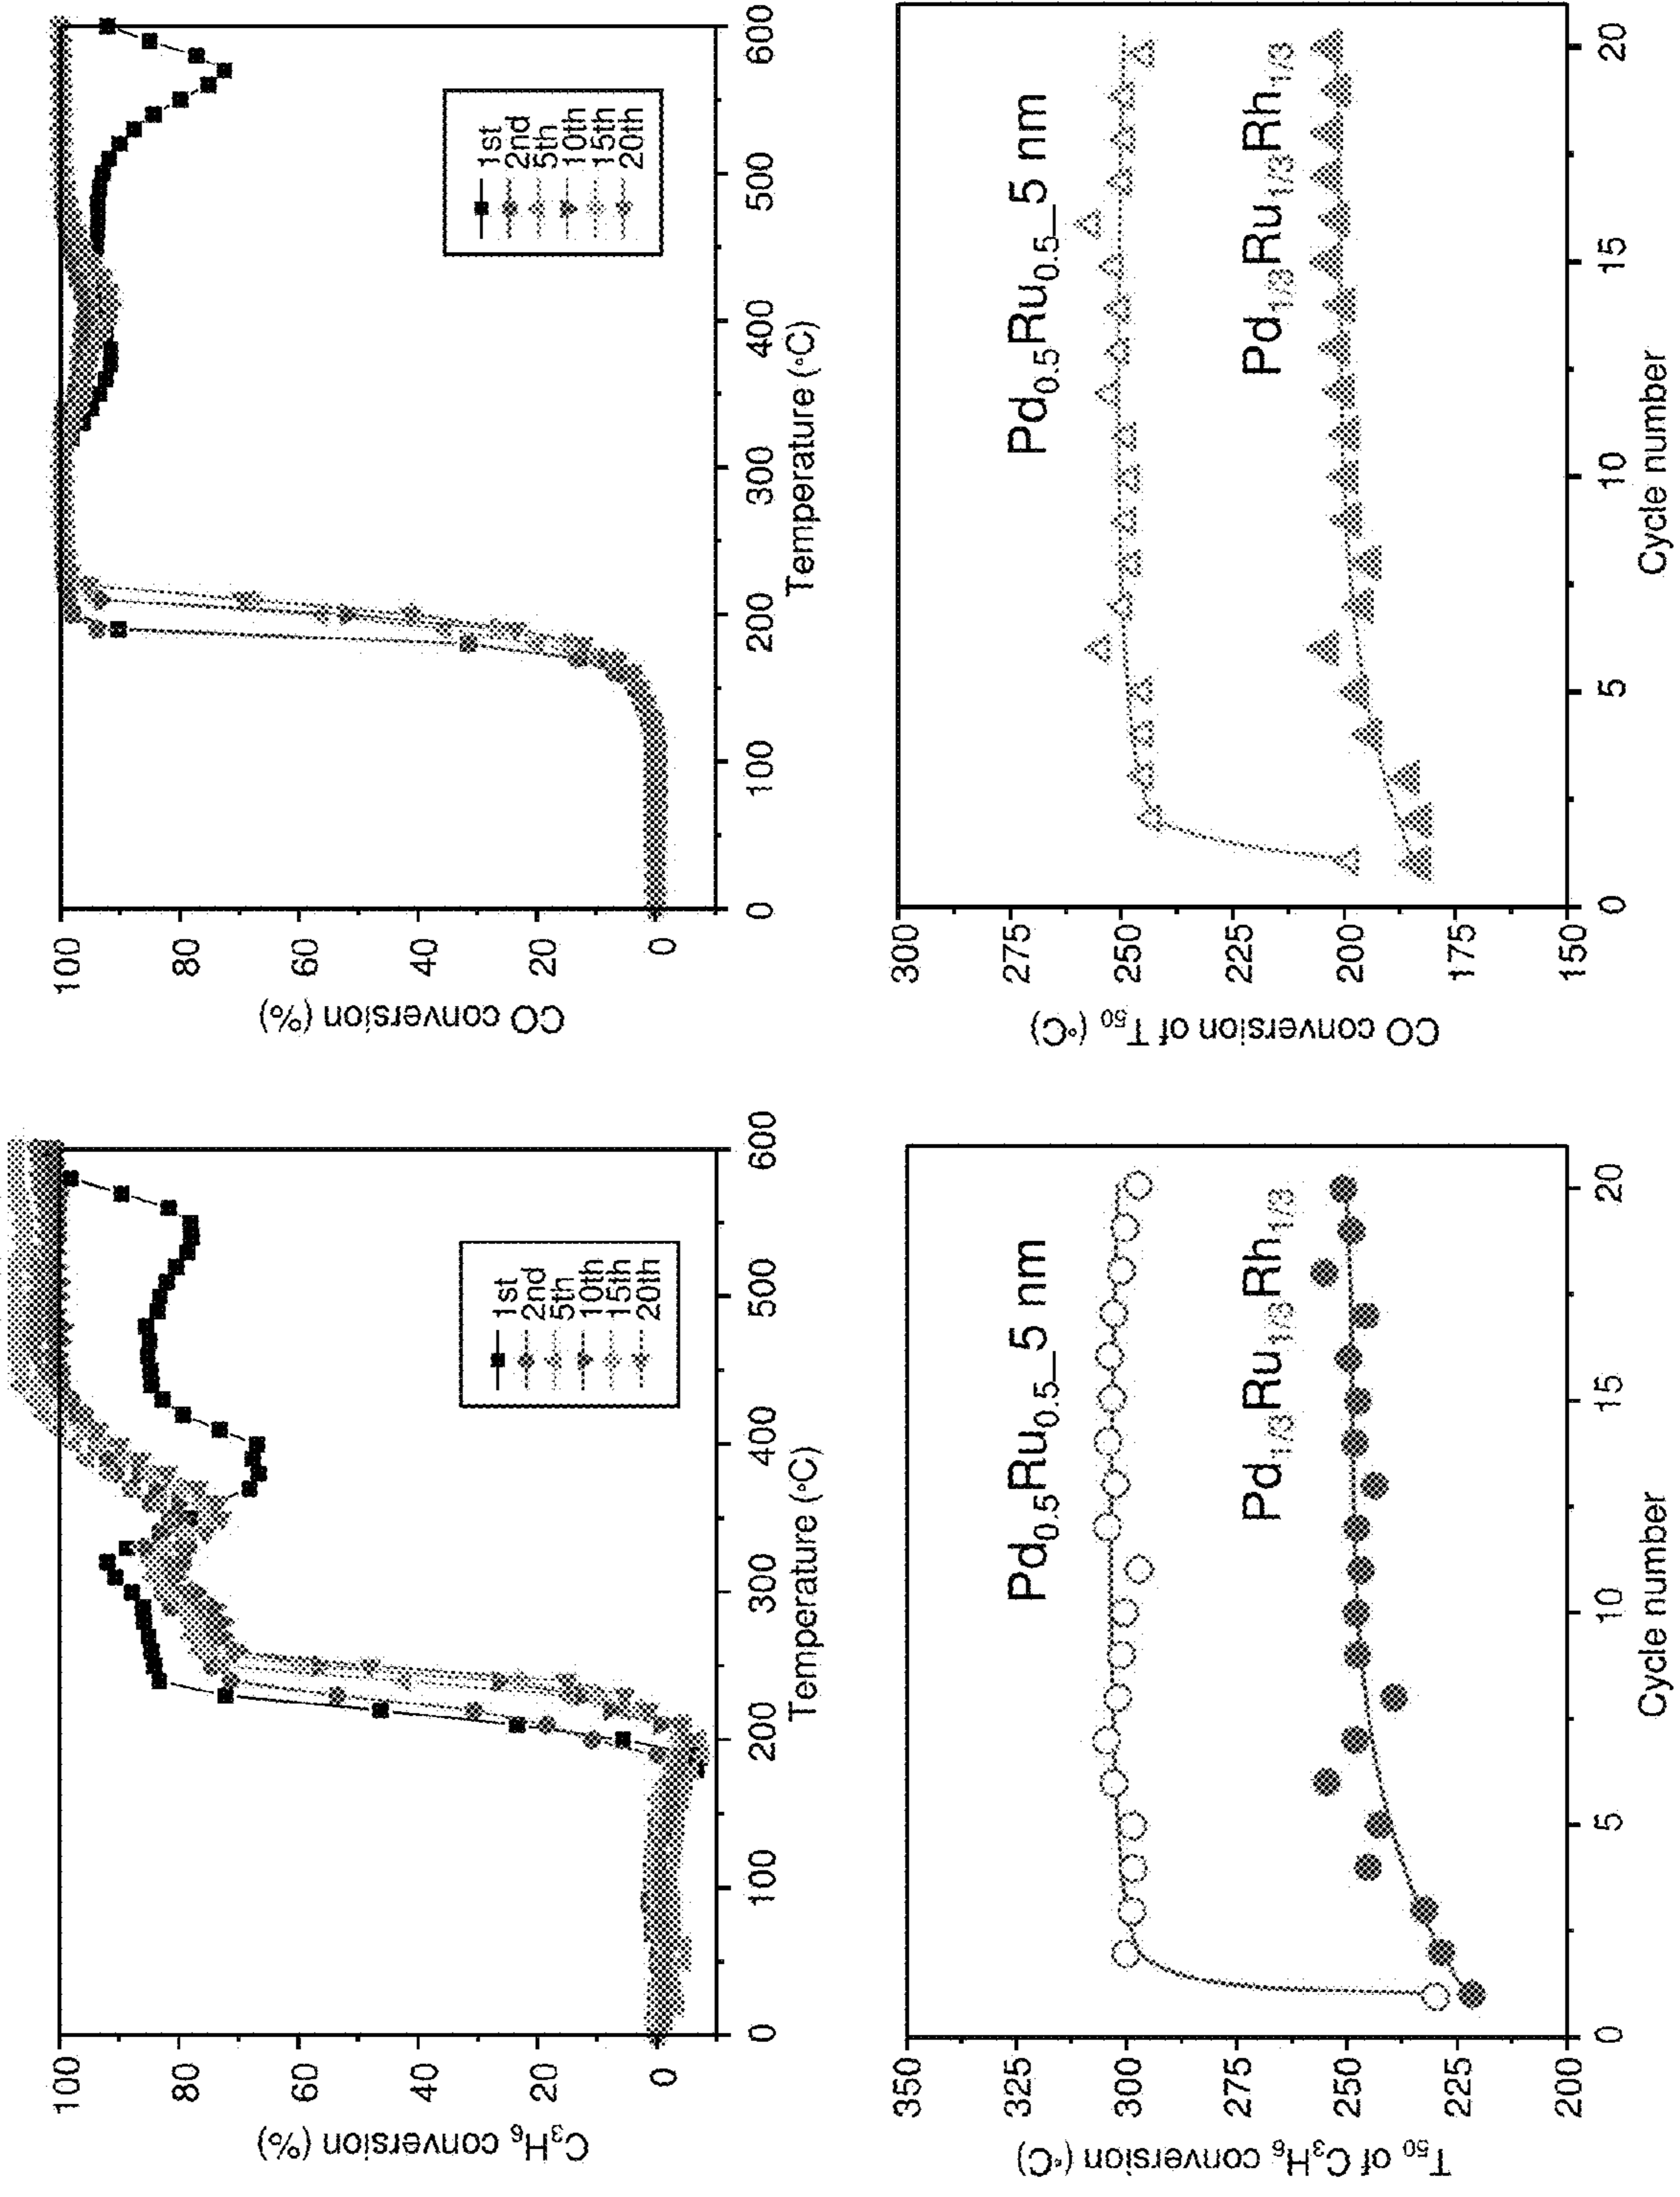 C₃H₆ conversion (%)
100
80
60
40
20
0
1st
2nd
5th
10th
15th
20th
0 100 200 300 400 500 600
Temperature (°C)
CO conversion (%)
100
80
60
40
20
0
1st
2nd
5th
10th
15th
20th
0 100 200 300 400 500 600
Temperature (°C)
T₅₀ of C₃H₆ conversion (°C)
350
300
275
250
225
200
Pd₀.₅Ru₀.₅_5 nm
Pd₁/₃Ru₁/₃Rh₁/₃
0 5 10 15 20
Cycle number
CO conversion of T₅₀ (°C)
300
275
250
225
200
175
150
Pd₀.₅Ru₀.₅_5 nm
Pd₁/₃Ru₁/₃Rh₁/₃
0 5 10 15 20
Cycle number